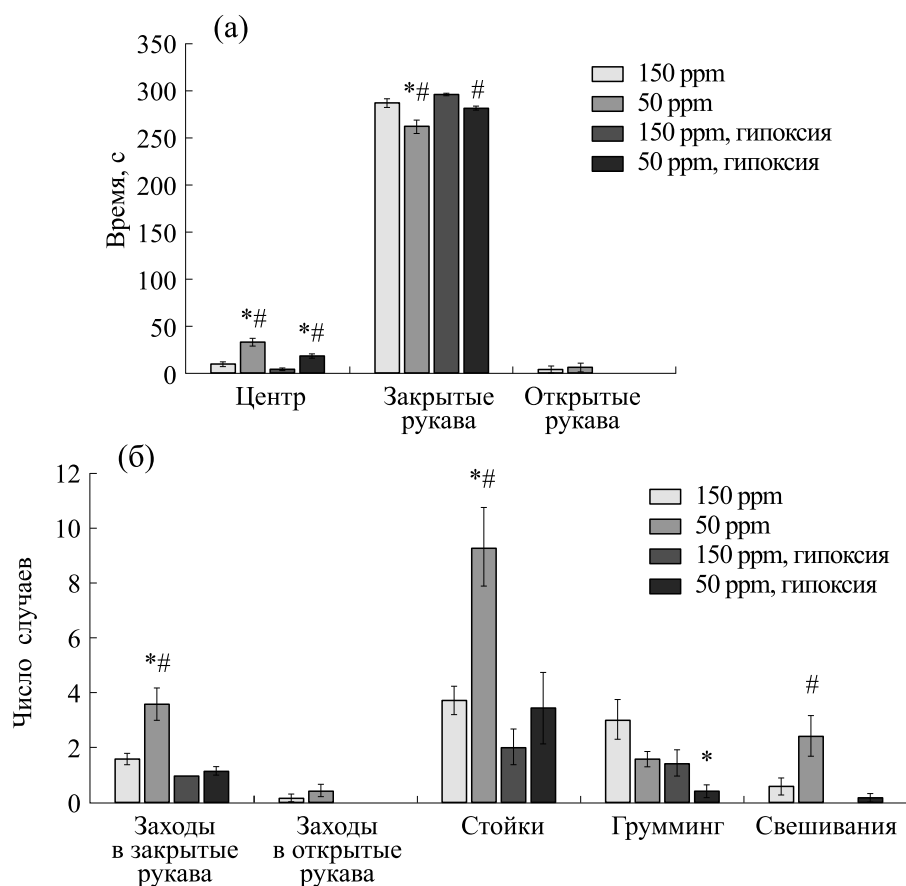 (а)
350
300
250
200
150
100
50
0
Время, с
*#
*#
*#
#
150 ppm
50 ppm
150 ppm, гипоксия
50 ppm, гипоксия
Центр
Закрытые
рукава
Открытые
рукава
(б)
12
10
8
6
4
2
0
Число случаев
*#
*#
*
#
150 ppm
50 ppm
150 ppm, гипоксия
50 ppm, гипоксия
Заходы
в закрытые
рукава
Заходы
в открытые
рукава
Стойки
Грумминг
Свешивания